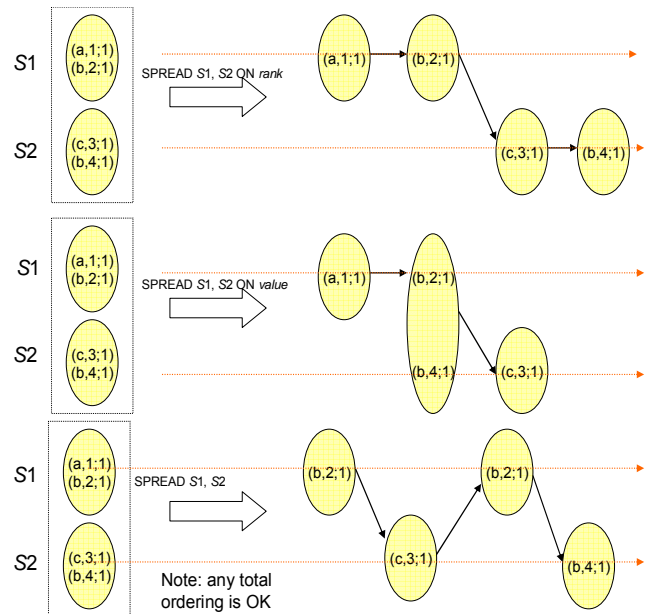 S1
(a,1;1)
(b,2;1)
SPREAD S1, S2 ON rank
(a,1;1)
(b,2;1)
S2
(c,3;1)
(b,4;1)
(c,3;1)
(b,4;1)
S1
(a,1;1)
(b,2;1)
SPREAD S1, S2 ON value
(a,1;1)
(b,2;1)
S2
(c,3;1)
(b,4;1)
(b,4;1)
(c,3;1)
S1
(a,1;1)
(b,2;1)
SPREAD S1, S2
(b,2;1)
(b,2;1)
S2
(c,3;1)
(b,4;1)
(c,3;1)
(b,4;1)
Note: any total
ordering is OK